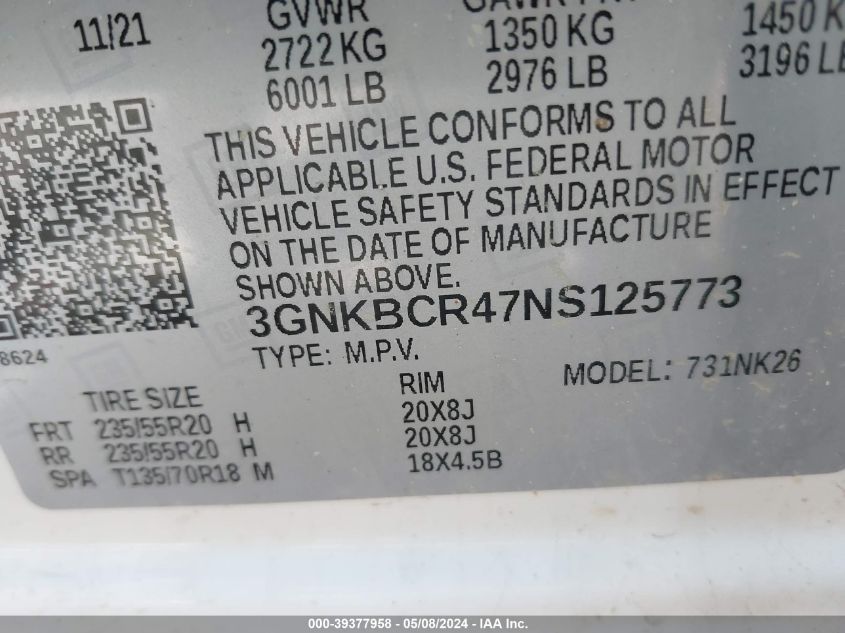 11/21 GVWR
2722 KG 1350 KG 1450 K
6001 LB 2976 LB 3196 LB
THIS VEHICLE CONFORMS TO ALL
APPLICABLE U.S. FEDERAL MOTOR
VEHICLE SAFETY STANDARDS IN EFFECT
ON THE DATE OF MANUFACTURE
SHOWN ABOVE.
3GNKBCR47NS125773
8624 TYPE: M.P.V. MODEL: 731NK26
TIRE SIZE RIM
FRT 235/55R20 H 20X8J
RR 235/55R20 H 20X8J
SPA T135/70R18 M 18X4.5B
000-39377958 - 05/08/2024 - IAA Inc.